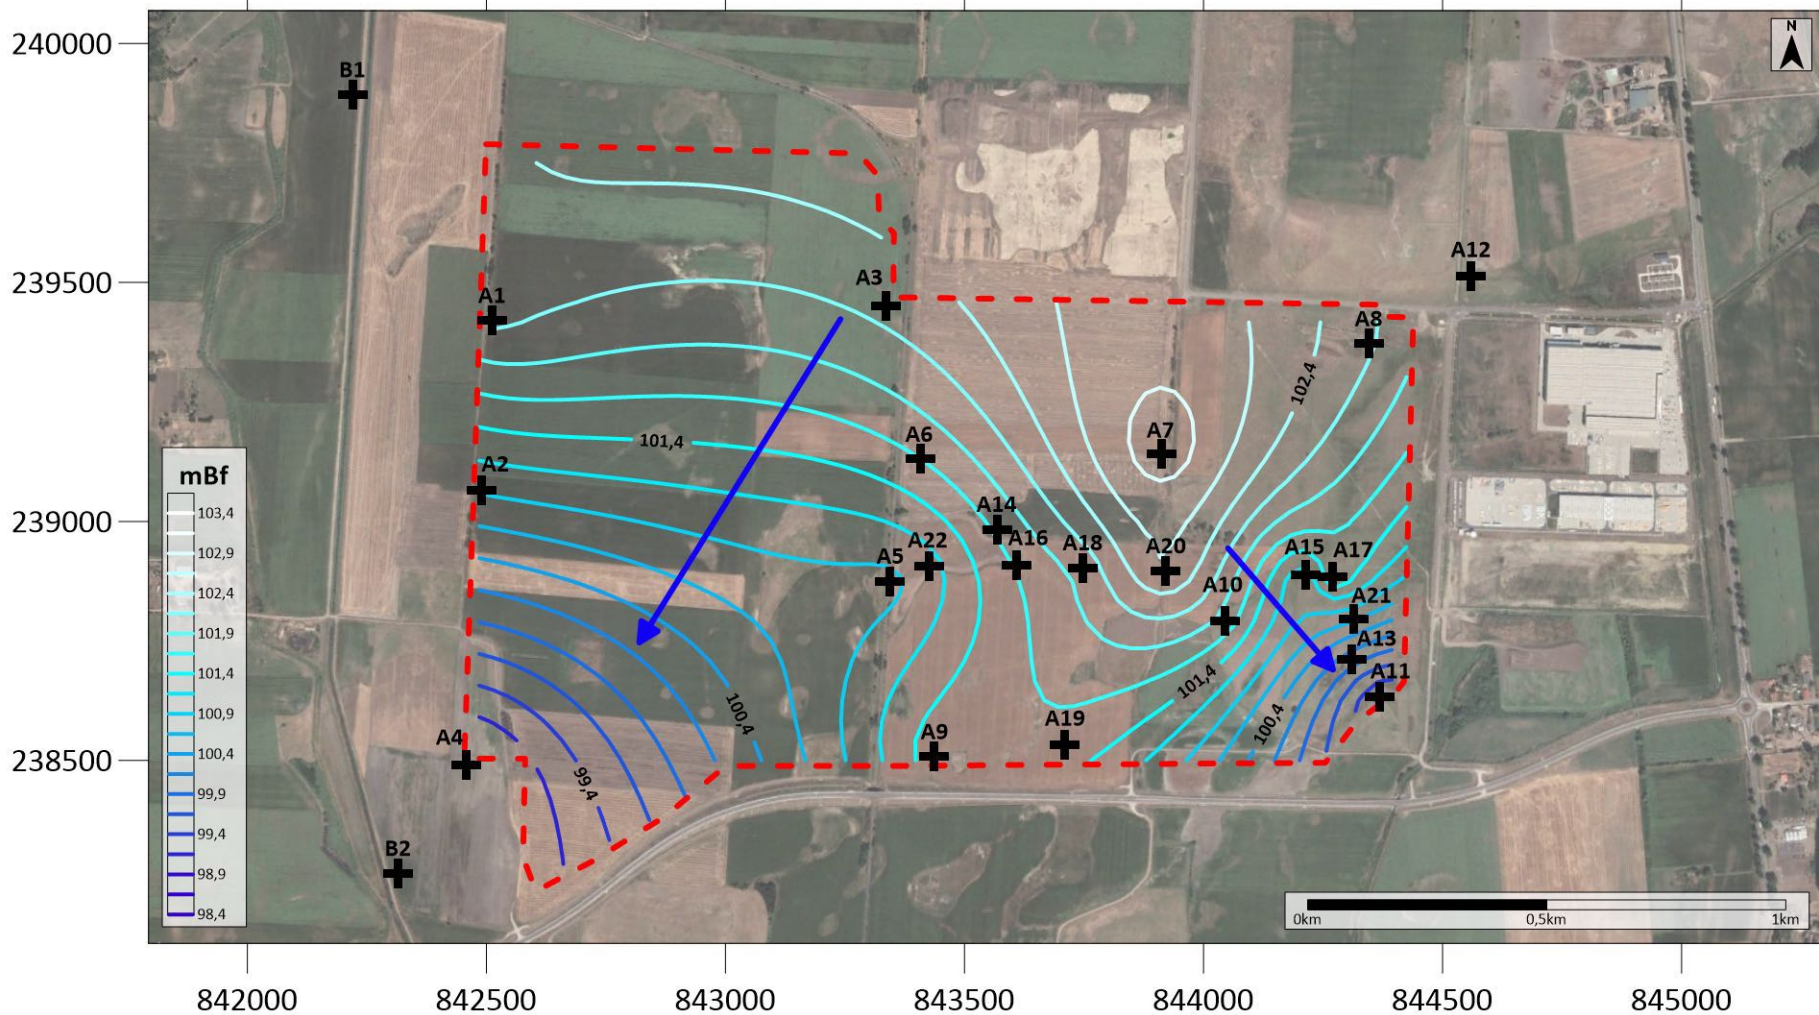 240000
239500
239000
238500
N
B1
A12
A3
A1
A8
102,4
A7
A6
101,4
A2
A14
A16
A18
A20
A22
A5
A15
A17
A10
A21
A13
A11
101,4
100,4
100,4
A19
A9
A4
99,4
B2
mBf
103,4
102,9
102,4
101,9
101,4
100,9
100,4
99,9
99,4
98,9
98,4
0km 0,5km 1km
842000 842500 843000 843500 844000 844500 845000